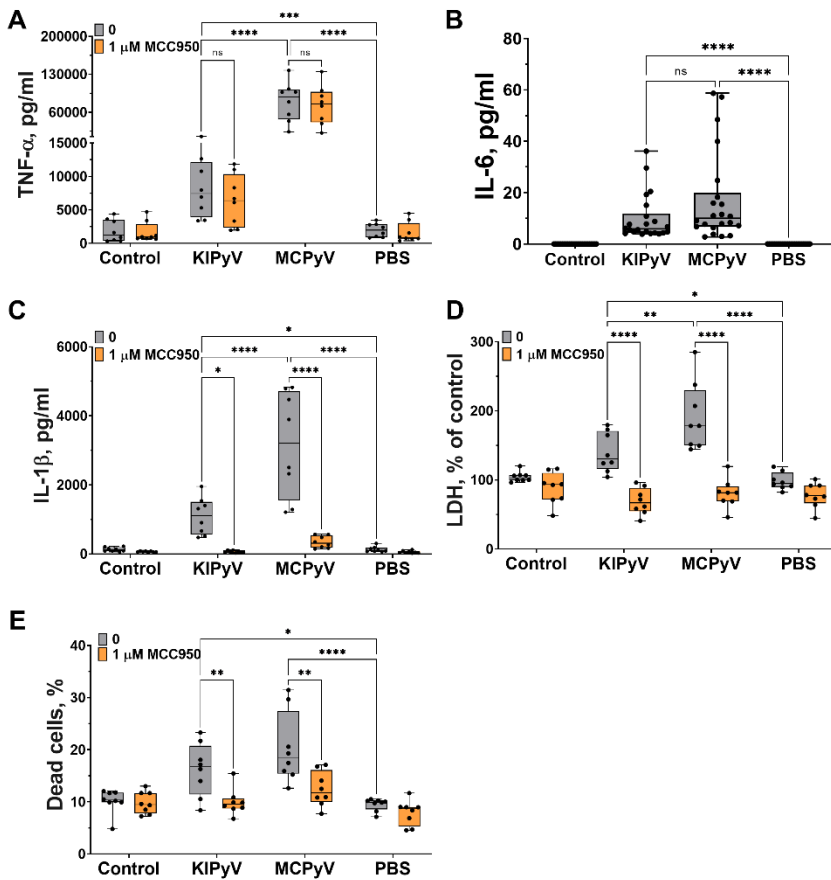 A
0
1 μM MCC950
TNF-α, pg/ml
200000
130000
60000
15000
10000
5000
0
***
****
****
ns
ns
Control
KIPyV
MCPyV
PBS
B
IL-6, pg/ml
80
60
40
20
0
****
ns
****
Control
KIPyV
MCPyV
PBS
C
0
1 μM MCC950
IL-1β, pg/ml
6000
4000
2000
0
*
****
****
*
****
Control
KIPyV
MCPyV
PBS
D
0
1 μM MCC950
LDH, % of control
300
200
150
100
50
0
*
**
****
****
****
Control
KIPyV
MCPyV
PBS
E
0
1 μM MCC950
Dead cells, %
40
30
20
10
0
*
****
**
**
Control
KIPyV
MCPyV
PBS